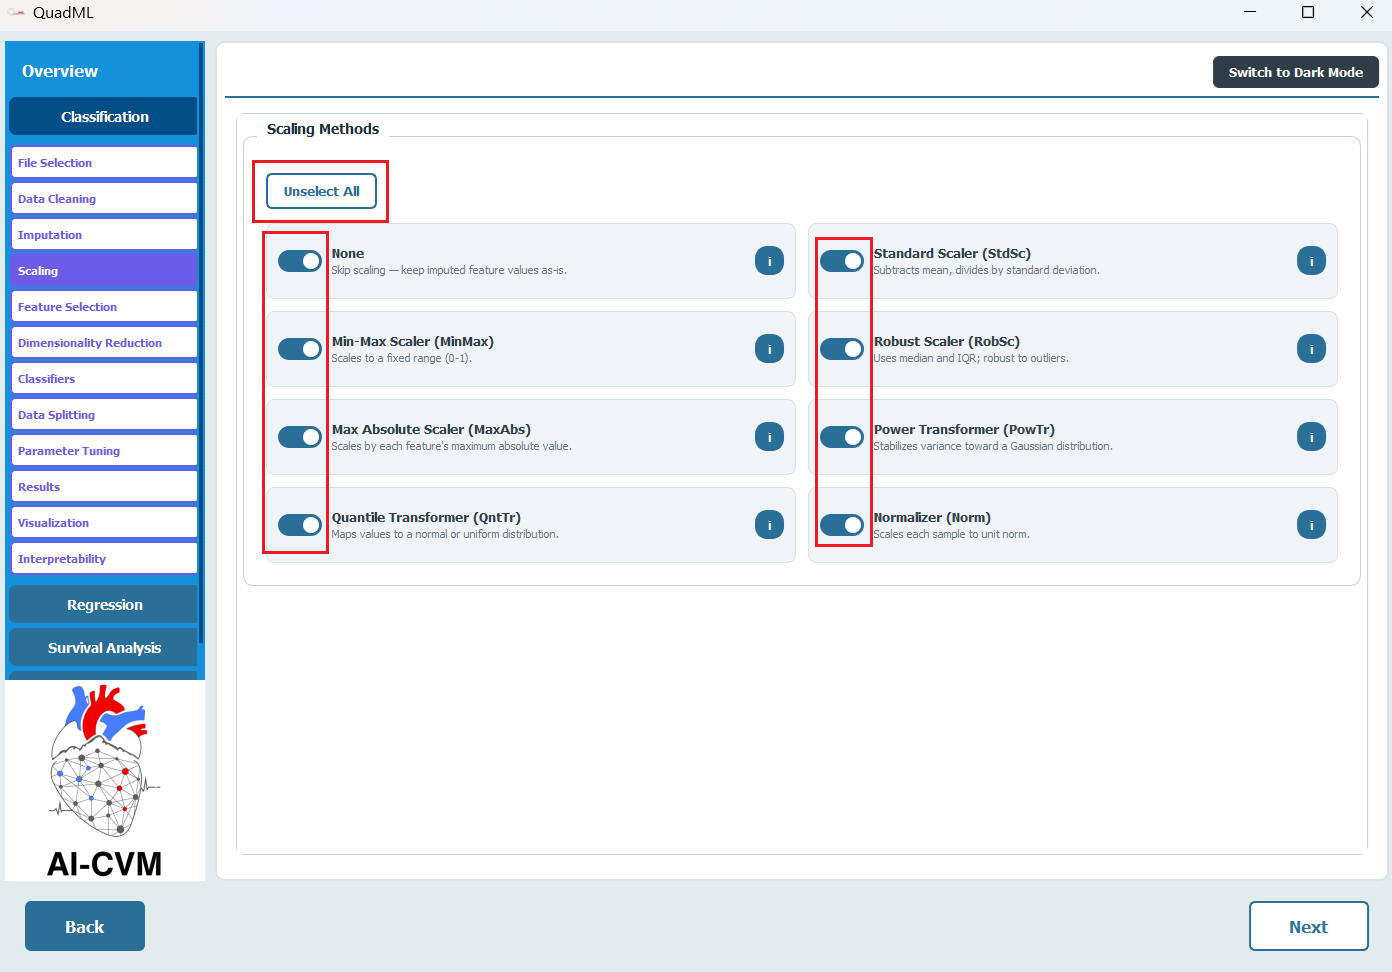 QuadML
Overview
Switch to Dark Mode
Classification
File Selection
Data Cleaning
Imputation
Scaling
Feature Selection
Dimensionality Reduction
Classifiers
Data Splitting
Parameter Tuning
Results
Visualization
Interpretability
Regression
Survival Analysis
AI-CVM
Scaling Methods
Unselect All
None
Skip scaling — keep imputed feature values as-is.
i
Standard Scaler (StdSc)
Subtracts mean, divides by standard deviation.
i
Min-Max Scaler (MinMax)
Scales to a fixed range (0-1).
i
Robust Scaler (RobSc)
Uses median and IQR; robust to outliers.
i
Max Absolute Scaler (MaxAbs)
Scales by each feature's maximum absolute value.
i
Power Transformer (PowTr)
Stabilizes variance toward a Gaussian distribution.
i
Quantile Transformer (QntTr)
Maps values to a normal or uniform distribution.
i
Normalizer (Norm)
Scales each sample to unit norm.
i
Back
Next